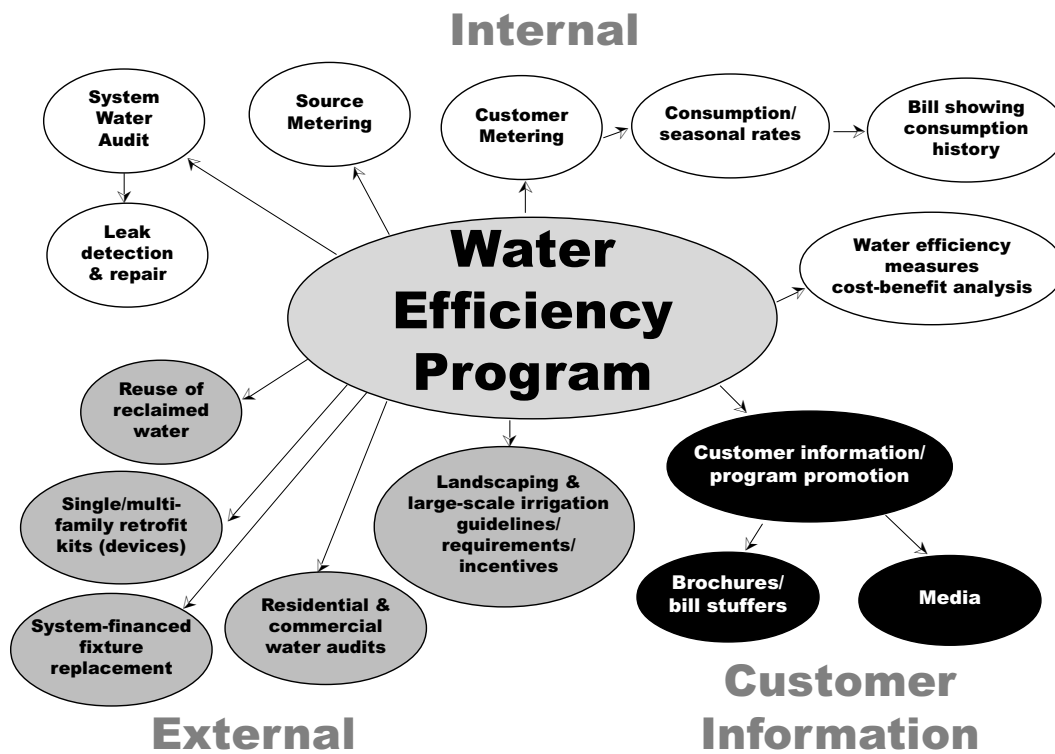 Internal
System
Water
Audit
Source
Metering
Customer
Metering
Consumption/
seasonal rates
Bill showing
consumption
history
Leak
detection
& repair
Water
Efficiency
Program
Water efficiency
measures
cost-benefit analysis
Reuse of
reclaimed
water
Single/multi-
family retrofit
kits (devices)
System-financed
fixture
replacement
Residential &
commercial
water audits
Landscaping &
large-scale irrigation
guidelines/
requirements/
incentives
Customer information/
program promotion
Brochures/
bill stuffers
Media
External
Customer
Information